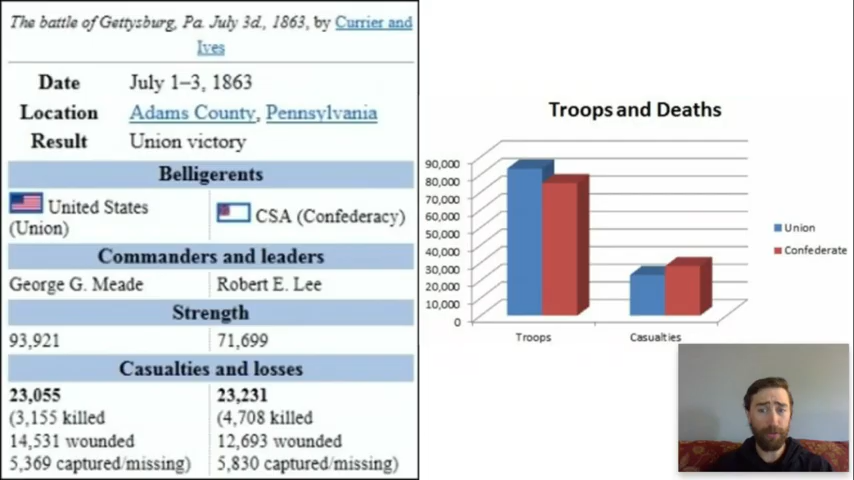 The battle of Gettysburg, Pa. July 3d., 1863, by Currier and
Ives
Date July 1–3, 1863
Location Adams County, Pennsylvania
Result Union victory
Belligerents
United States
(Union)
CSA (Confederacy)
Commanders and leaders
George G. Meade Robert E. Lee
Strength
93,921 71,699
Casualties and losses
23,055 23,231
(3,155 killed (4,708 killed
14,531 wounded 12,693 wounded
5,369 captured/missing) 5,830 captured/missing)
Troops and Deaths
90,000
80,000
70,000
60,000
50,000
40,000
30,000
20,000
10,000
0
Troops Casualties
Union
Confederate